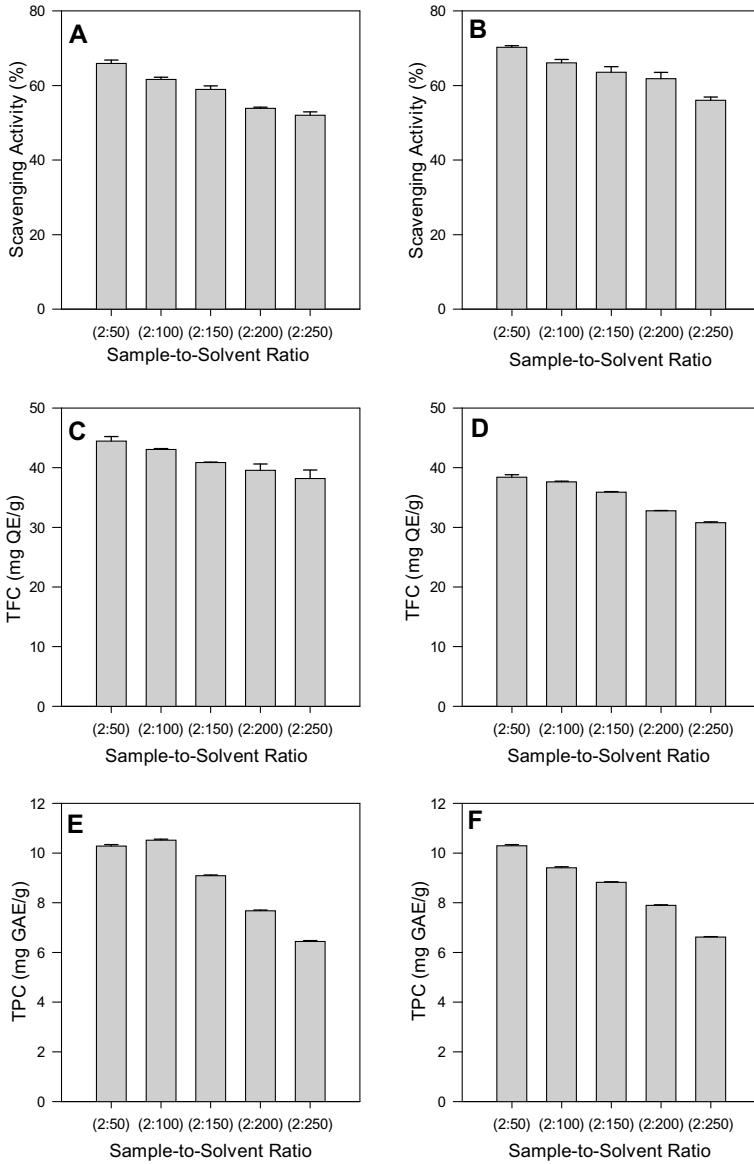 A
Scavenging Activity (%)
80
60
40
20
0
(2:50) (2:100) (2:150) (2:200) (2:250)
Sample-to-Solvent Ratio
B
Scavenging Activity (%)
80
60
40
20
0
(2:50) (2:100) (2:150) (2:200) (2:250)
Sample-to-Solvent Ratio
C
TFC (mg QE/g)
50
40
30
20
10
0
(2:50) (2:100) (2:150) (2:200) (2:250)
Sample-to-Solvent Ratio
D
TFC (mg QE/g)
50
40
30
20
10
0
(2:50) (2:100) (2:150) (2:200) (2:250)
Sample-to-Solvent Ratio
E
TPC (mg GAE/g)
12
10
8
6
4
2
0
(2:50) (2:100) (2:150) (2:200) (2:250)
Sample-to-Solvent Ratio
F
TPC (mg GAE/g)
12
10
8
6
4
2
0
(2:50) (2:100) (2:150) (2:200) (2:250)
Sample-to-Solvent Ratio